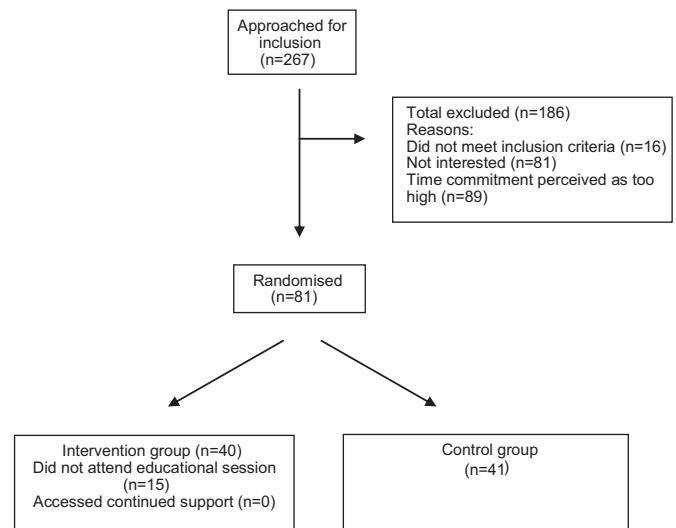 Approached for
inclusion
(n=267)
Total excluded (n=186)
Reasons:
Did not meet inclusion criteria (n=16)
Not interested (n=81)
Time commitment perceived as too
high (n=89)
Randomised
(n=81)
Intervention group (n=40)
Did not attend educational session
(n=15)
Accessed continued support (n=0)
Control group
(n=41)